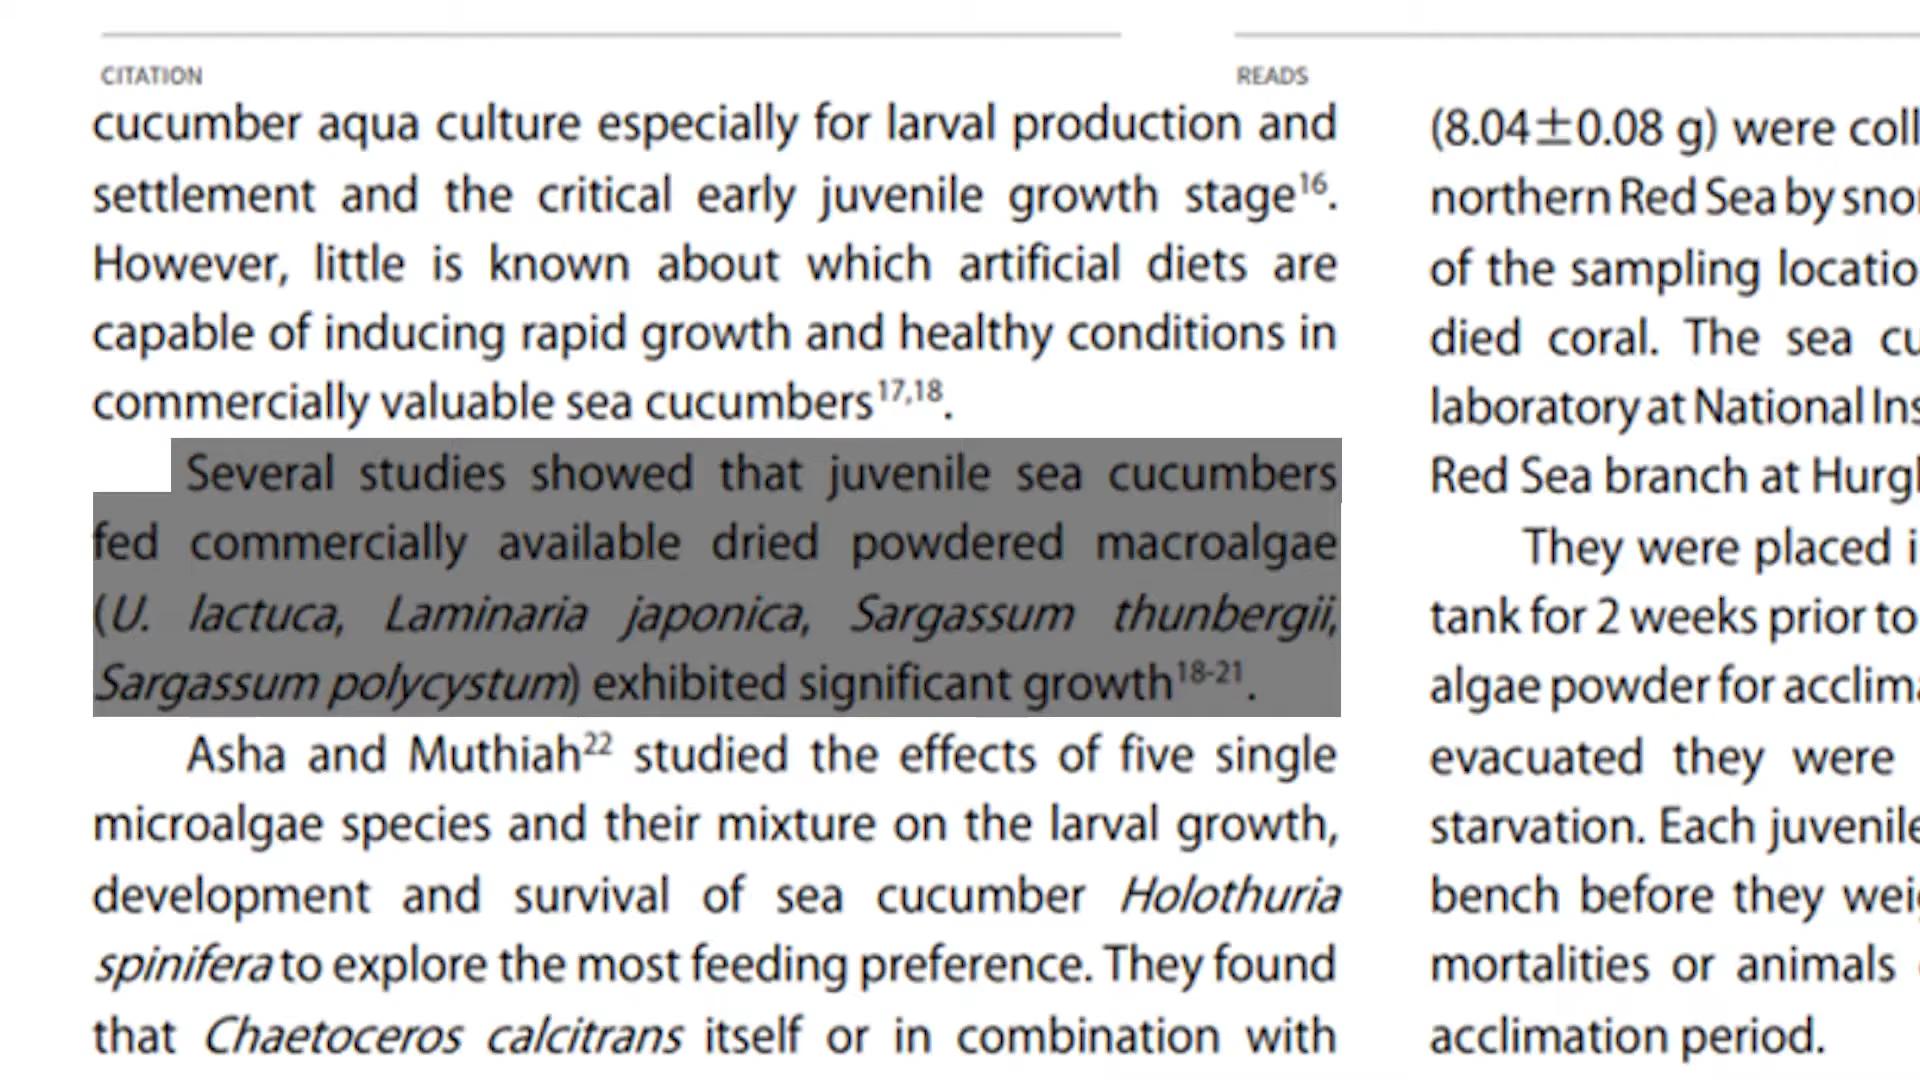 CITATION
READS
cucumber aqua culture especially for larval production and
settlement and the critical early juvenile growth stage16.
However, little is known about which artificial diets are
capable of inducing rapid growth and healthy conditions in
commercially valuable sea cucumbers17,18.
Several studies showed that juvenile sea cucumbers
fed commercially available dried powdered macroalgae
(U. lactuca, Laminaria japonica, Sargassum thunbergii,
Sargassum polycystum) exhibited significant growth18-21.
Asha and Muthiah22 studied the effects of five single
microalgae species and their mixture on the larval growth,
development and survival of sea cucumber Holothuria
spinifera to explore the most feeding preference. They found
that Chaetoceros calcitrans itself or in combination with
(8.04±0.08 g) were coll
northern Red Sea by
of the sampling locatio
died coral. The sea cu
laboratory at National Ins
Red Sea branch at Hurgl
They were placed i
tank for 2 weeks prior to
algae powder for acclima
evacuated they were
starvation. Each juvenile
bench before they
mortalities or animals
acclimation period.